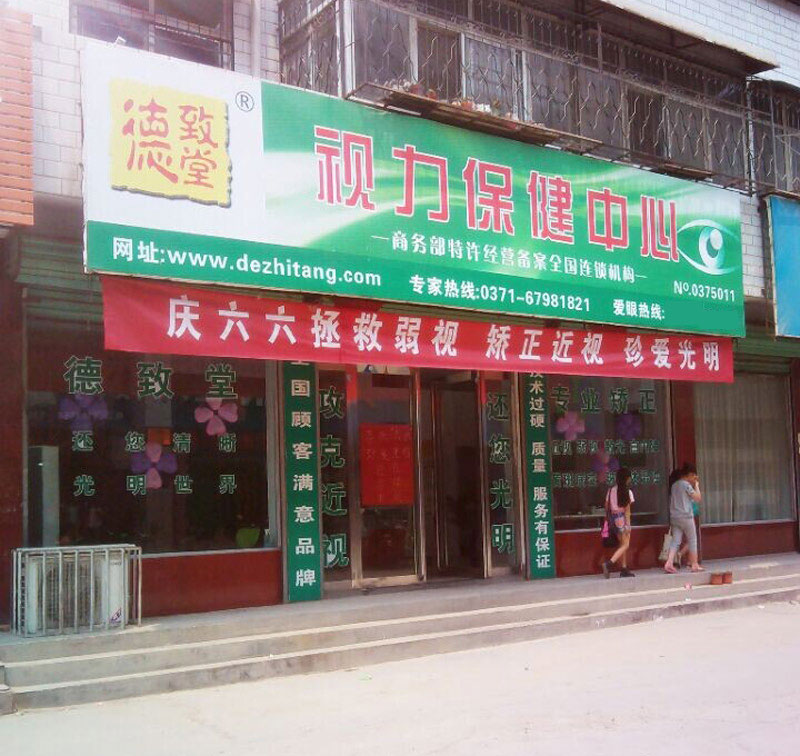 德致堂
®
视力保健中心
—商务部特许经营备案全国连锁机构—
网址:www.dezhitang.com
专家热线:0371-67981821
爱眼热线:
Nº.0375011
庆六六拯救弱视 矫正近视 珍爱光明
德致堂
还您清晰
光明世界
全国顾客满意品牌
攻克近视
还您光明
技术过硬 质量 服务有保证
专业矫正